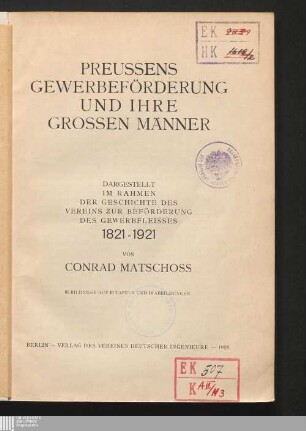 EK
HK
PREUSSENS
GEWERBEFÖRDERUNG
UND IHRE
GROSSEN MÄNNER
DARGESTELLT
IM RAHMEN
DER GESCHICHTE DES
VEREINS ZUR BEFÖRDERUNG
DES GEWERBFLEISSES
1821-1921
VON
CONRAD MATSCHOSS
BERLIN — VERLAG DES VEREINES DEUTSCHER INGENIEURE —
EK 507
K